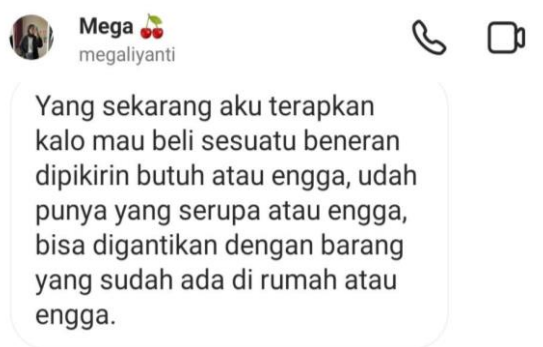 Mega 🍒
megaliyanti
Yang sekarang aku terapkan
kalo mau beli sesuatu beneran
dipikirin butuh atau engga, udah
punya yang serupa atau engga,
bisa digantikan dengan barang
yang sudah ada di rumah atau
engga.